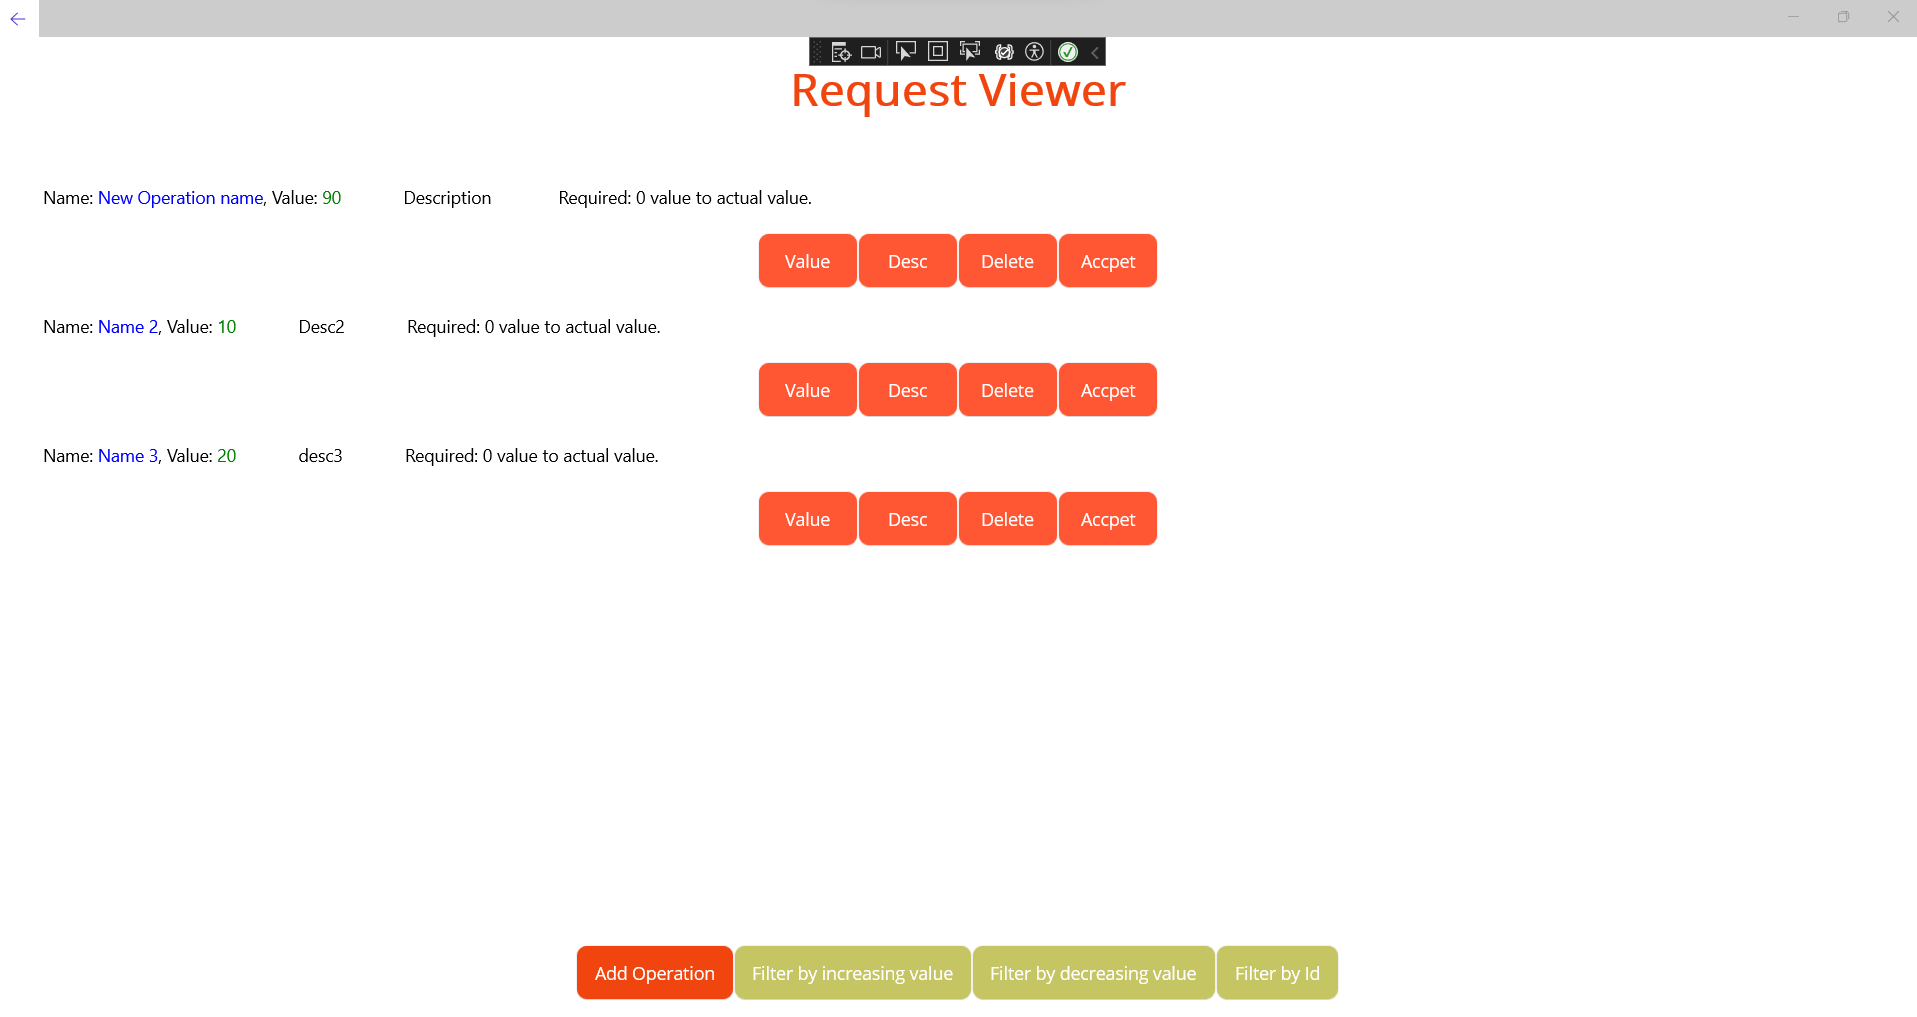 Request Viewer
Name: New Operation name, Value: 90 Description Required: 0 value to actual value.
Value Desc Delete Accpet
Name: Name 2, Value: 10 Desc2 Required: 0 value to actual value.
Value Desc Delete Accpet
Name: Name 3, Value: 20 desc3 Required: 0 value to actual value.
Value Desc Delete Accpet
Add Operation Filter by increasing value Filter by decreasing value Filter by Id